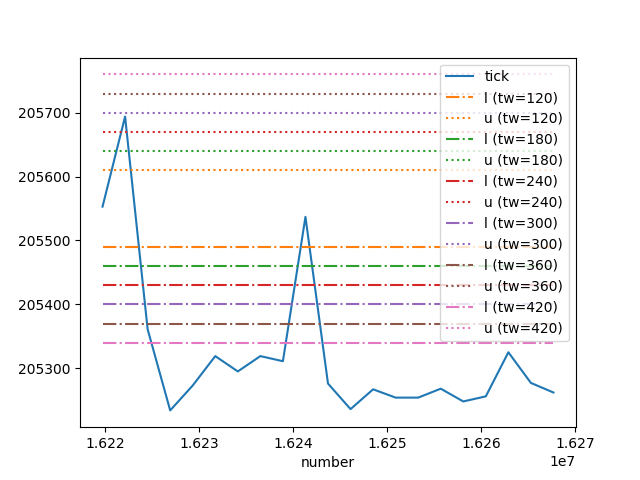 tick
l (tw=120)
u (tw=120)
l (tw=180)
u (tw=180)
l (tw=240)
u (tw=240)
l (tw=300)
u (tw=300)
l (tw=360)
u (tw=360)
l (tw=420)
u (tw=420)
205700
205600
205500
205400
205300
1.622 1.623 1.624 1.625 1.626 1.627
1e7
number